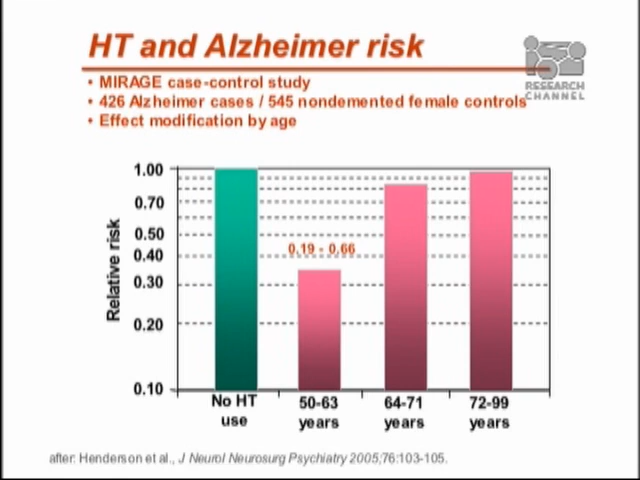 HT and Alzheimer risk
RESEARCH
CHANNEL
• MIRAGE case-control study
• 426 Alzheimer cases / 545 nondemented female controls
• Effect modification by age
Relative risk
1.00
0.70
0.50
0.40
0.30
0.20
0.10
0.19 - 0.66
No HT
use
50-63
years
64-71
years
72-99
years
after: Henderson et al., J Neurol Neurosurg Psychiatry 2005;76:103-105.